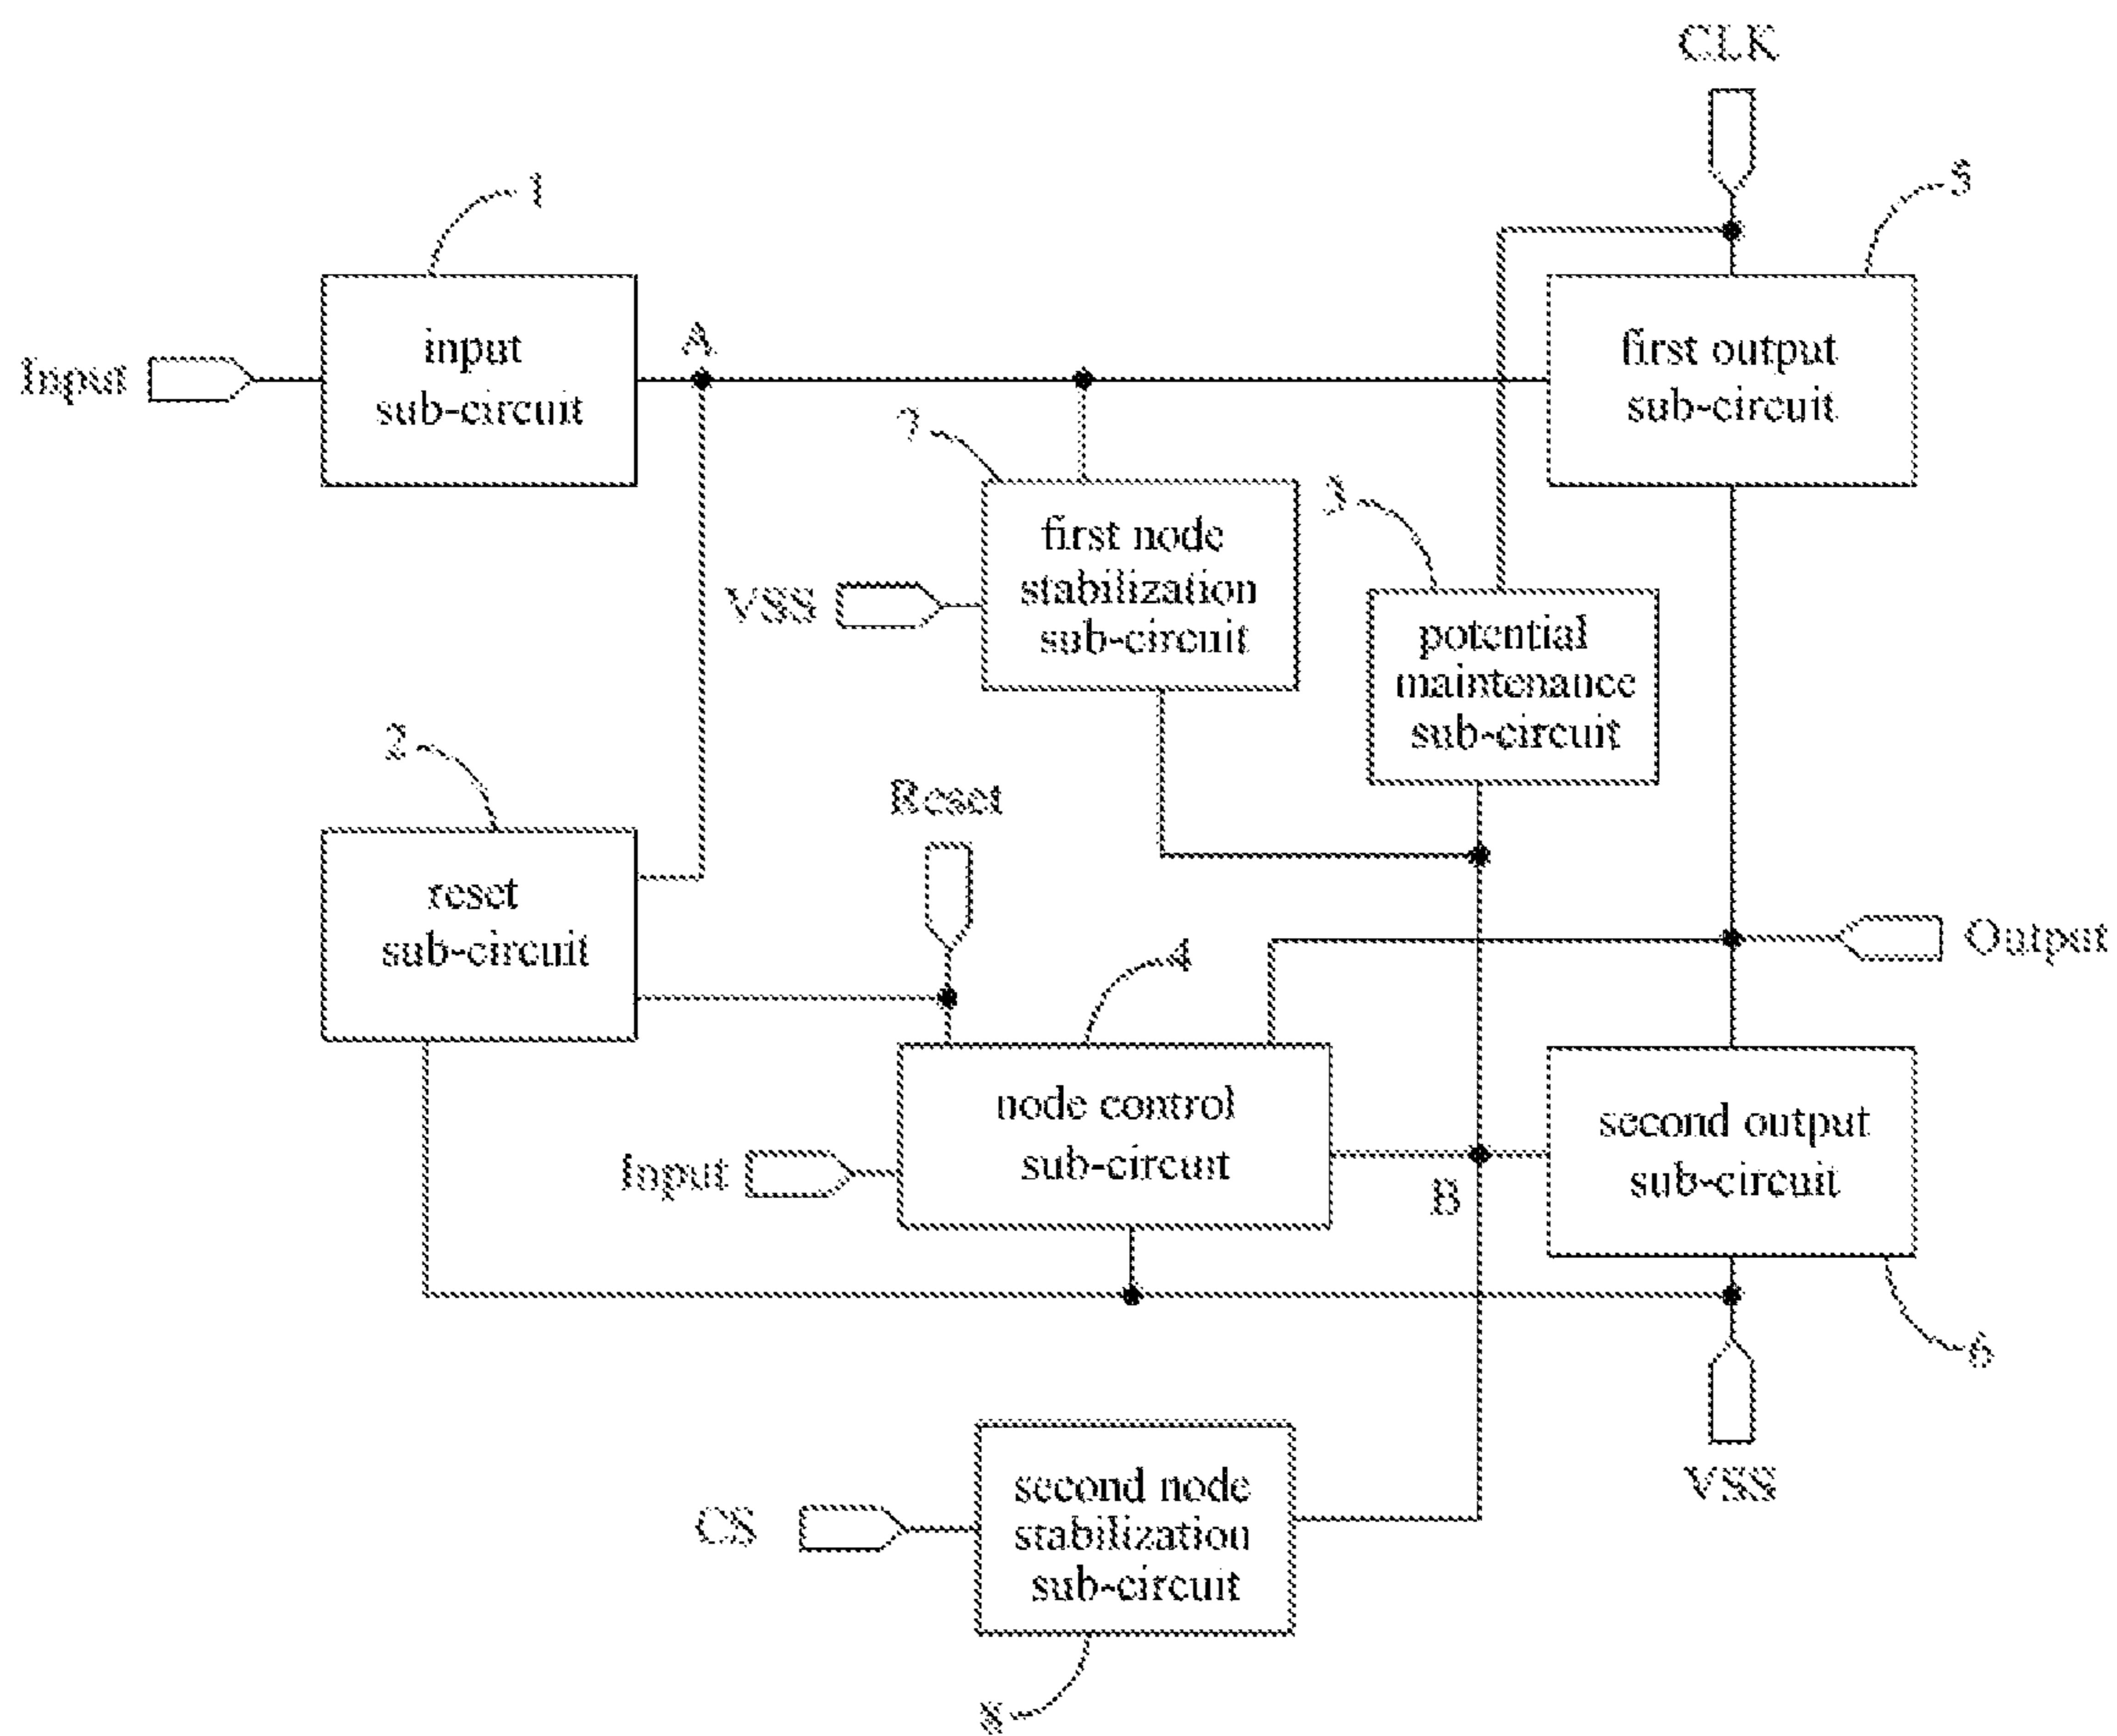 CLK
1
5
Input
input
sub-circuit
A
first output
sub-circuit
7
3
first node
stabilization
sub-circuit
VSS
potential
maintenance
sub-circuit
2
Reset
reset
sub-circuit
4
Output
node control
sub-circuit
Input
B
second output
sub-circuit
6
VSS
CS
second node
stabilization
sub-circuit
8